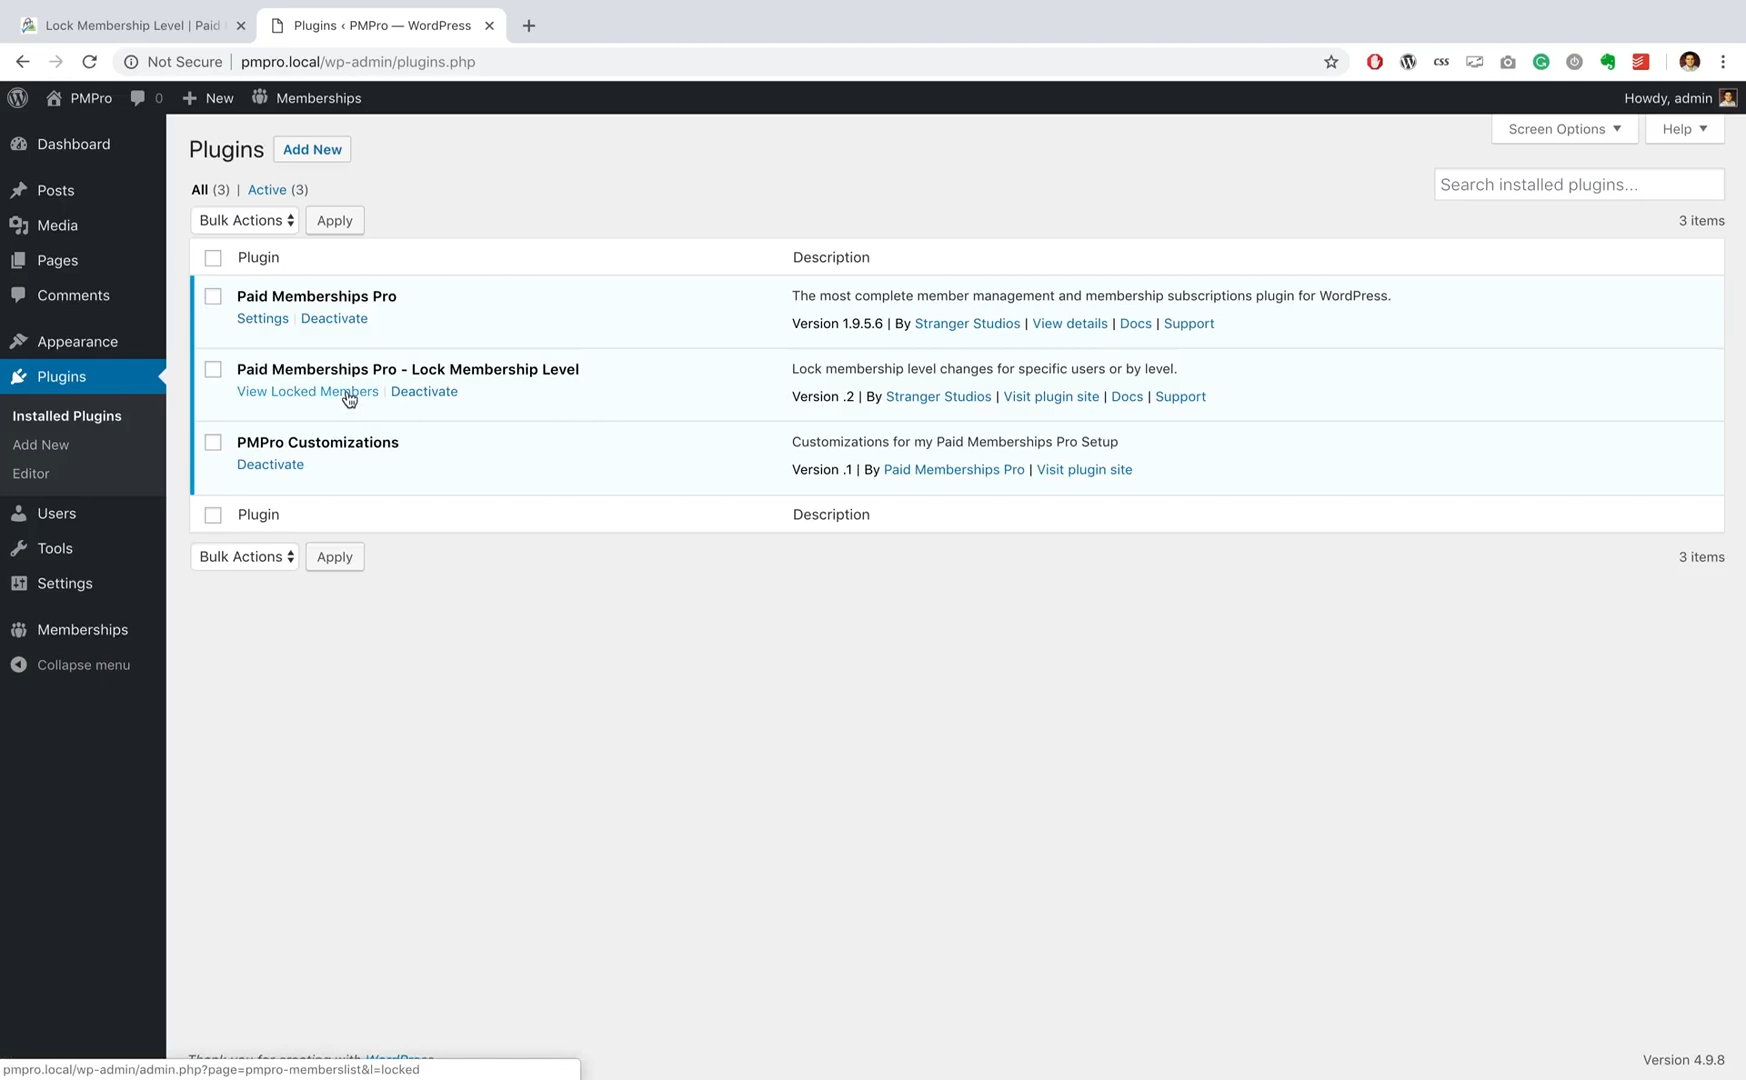 Lock Membership Level | Paid
Plugins ‹ PMPro — WordPress
Not Secure | pmpro.local/wp-admin/plugins.php
css
PMPro 0 New Memberships
Howdy, admin
Dashboard
Posts
Media
Pages
Comments
Appearance
Plugins
Installed Plugins
Add New
Editor
Users
Tools
Settings
Memberships
Collapse menu
Screen Options ▼
Help ▼
Plugins Add New
All (3) | Active (3)
Search installed plugins...
Bulk Actions Apply
3 items
Plugin Description
Paid Memberships Pro
Settings | Deactivate
The most complete member management and membership subscriptions plugin for WordPress.
Version 1.9.5.6 | By Stranger Studios | View details | Docs | Support
Paid Memberships Pro - Lock Membership Level
View Locked Members | Deactivate
Lock membership level changes for specific users or by level.
Version .2 | By Stranger Studios | Visit plugin site | Docs | Support
PMPro Customizations
Deactivate
Customizations for my Paid Memberships Pro Setup
Version .1 | By Paid Memberships Pro | Visit plugin site
Plugin Description
Bulk Actions Apply
3 items
Thank you for creating with WordPress
Version 4.9.8
pmpro.local/wp-admin/admin.php?page=pmpro-memberslist&l=locked